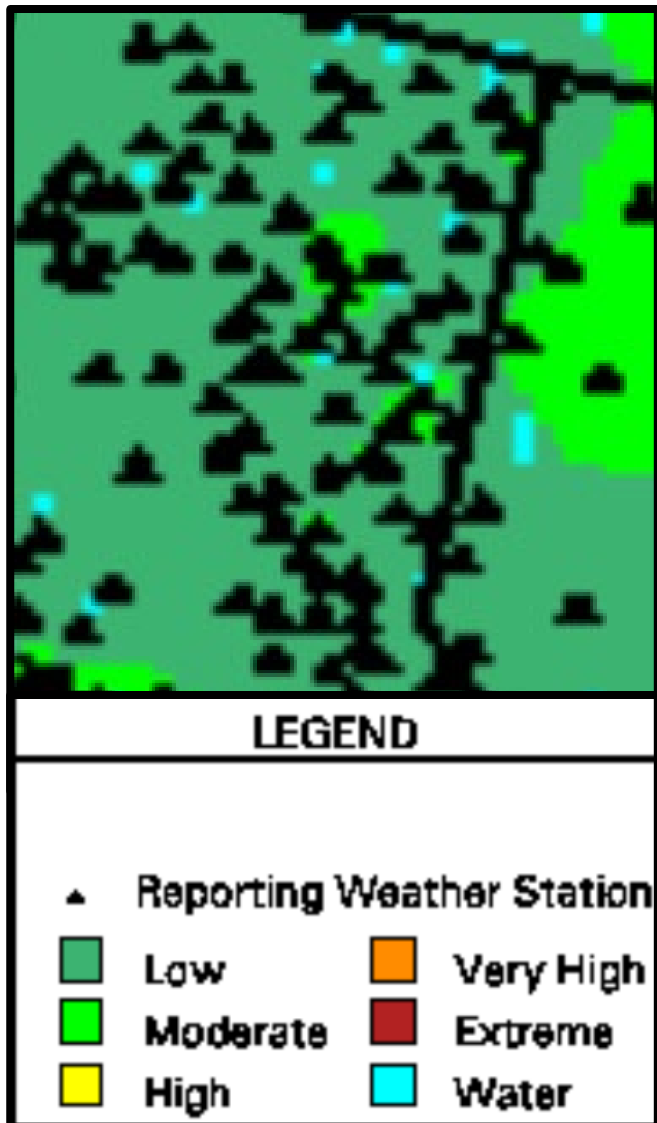 LEGEND
Reporting Weather Station
Low
Very High
Moderate
Extreme
High
Water